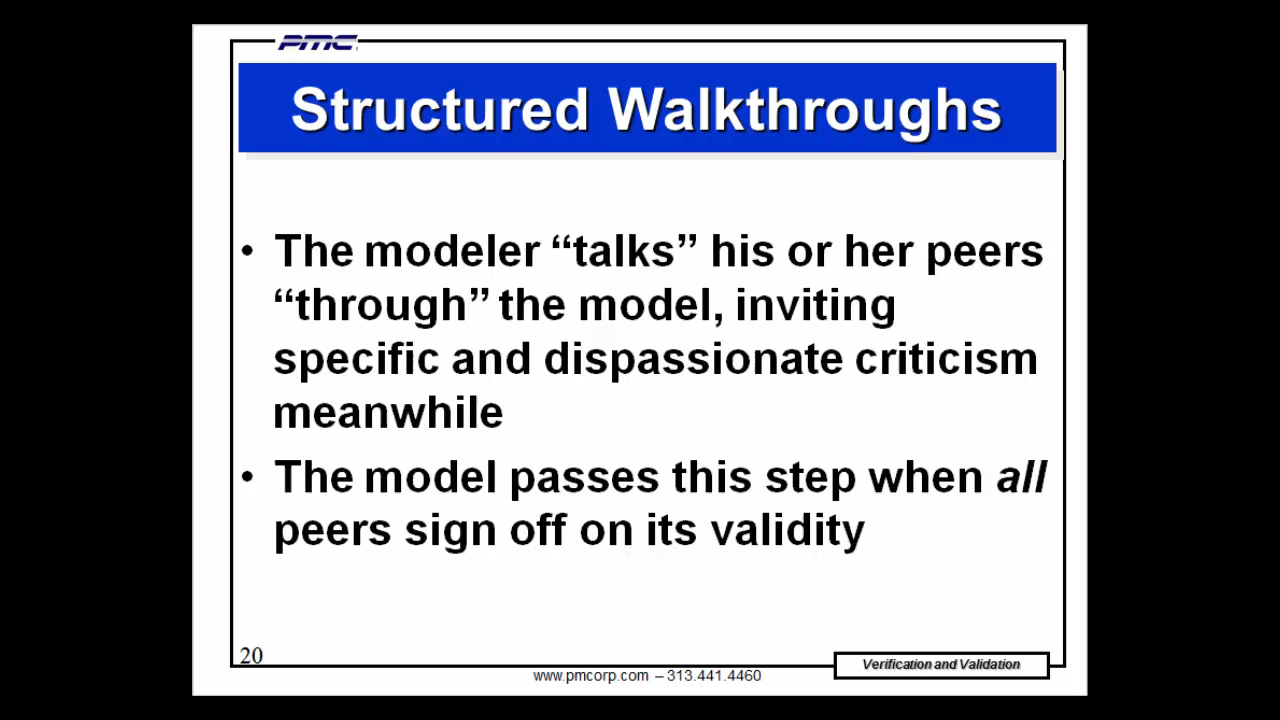 PMC
Structured Walkthroughs
• The modeler “talks” his or her peers
“through” the model, inviting
specific and dispassionate criticism
meanwhile
• The model passes this step when all
peers sign off on its validity
20
Verification and Validation
www.pmcorp.com – 313.441.4460